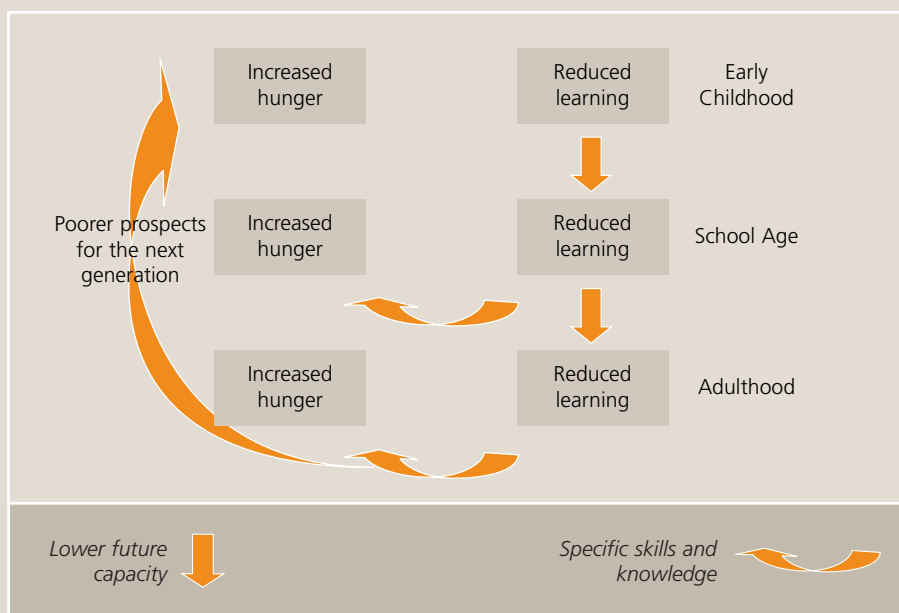 Increased
hunger
Reduced
learning
Early
Childhood
Poorer prospects
for the next
generation
Increased
hunger
Reduced
learning
School Age
Increased
hunger
Reduced
learning
Adulthood
Lower future
capacity
Specific skills and
knowledge